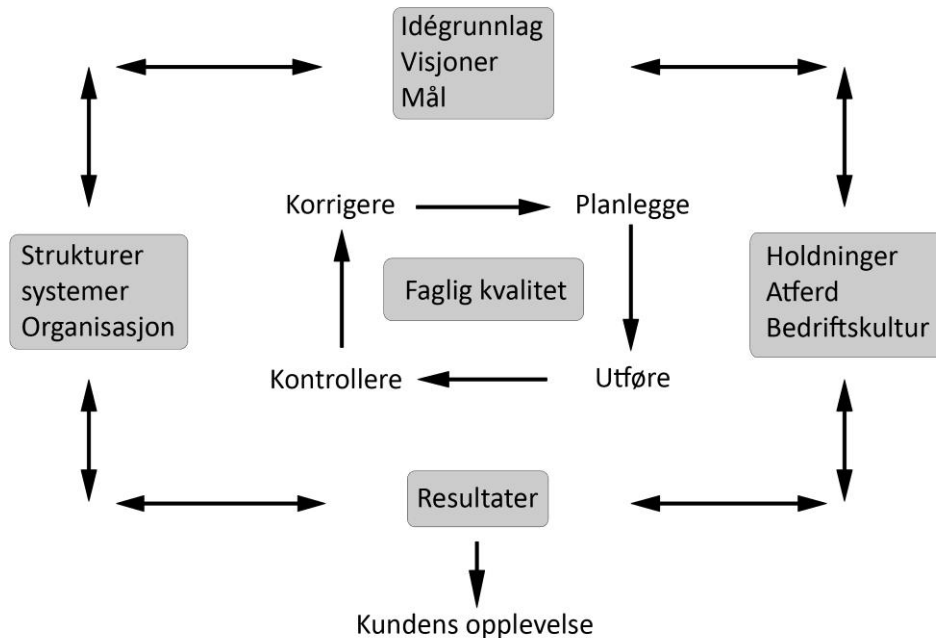 Idégrunnlag
Visjoner
Mål
Korrigere
Planlegge
Strukturer
systemer
Organisasjon
Faglig kvalitet
Holdninger
Atferd
Bedriftskultur
Kontrollere
Utføre
Resultater
Kundens opplevelse